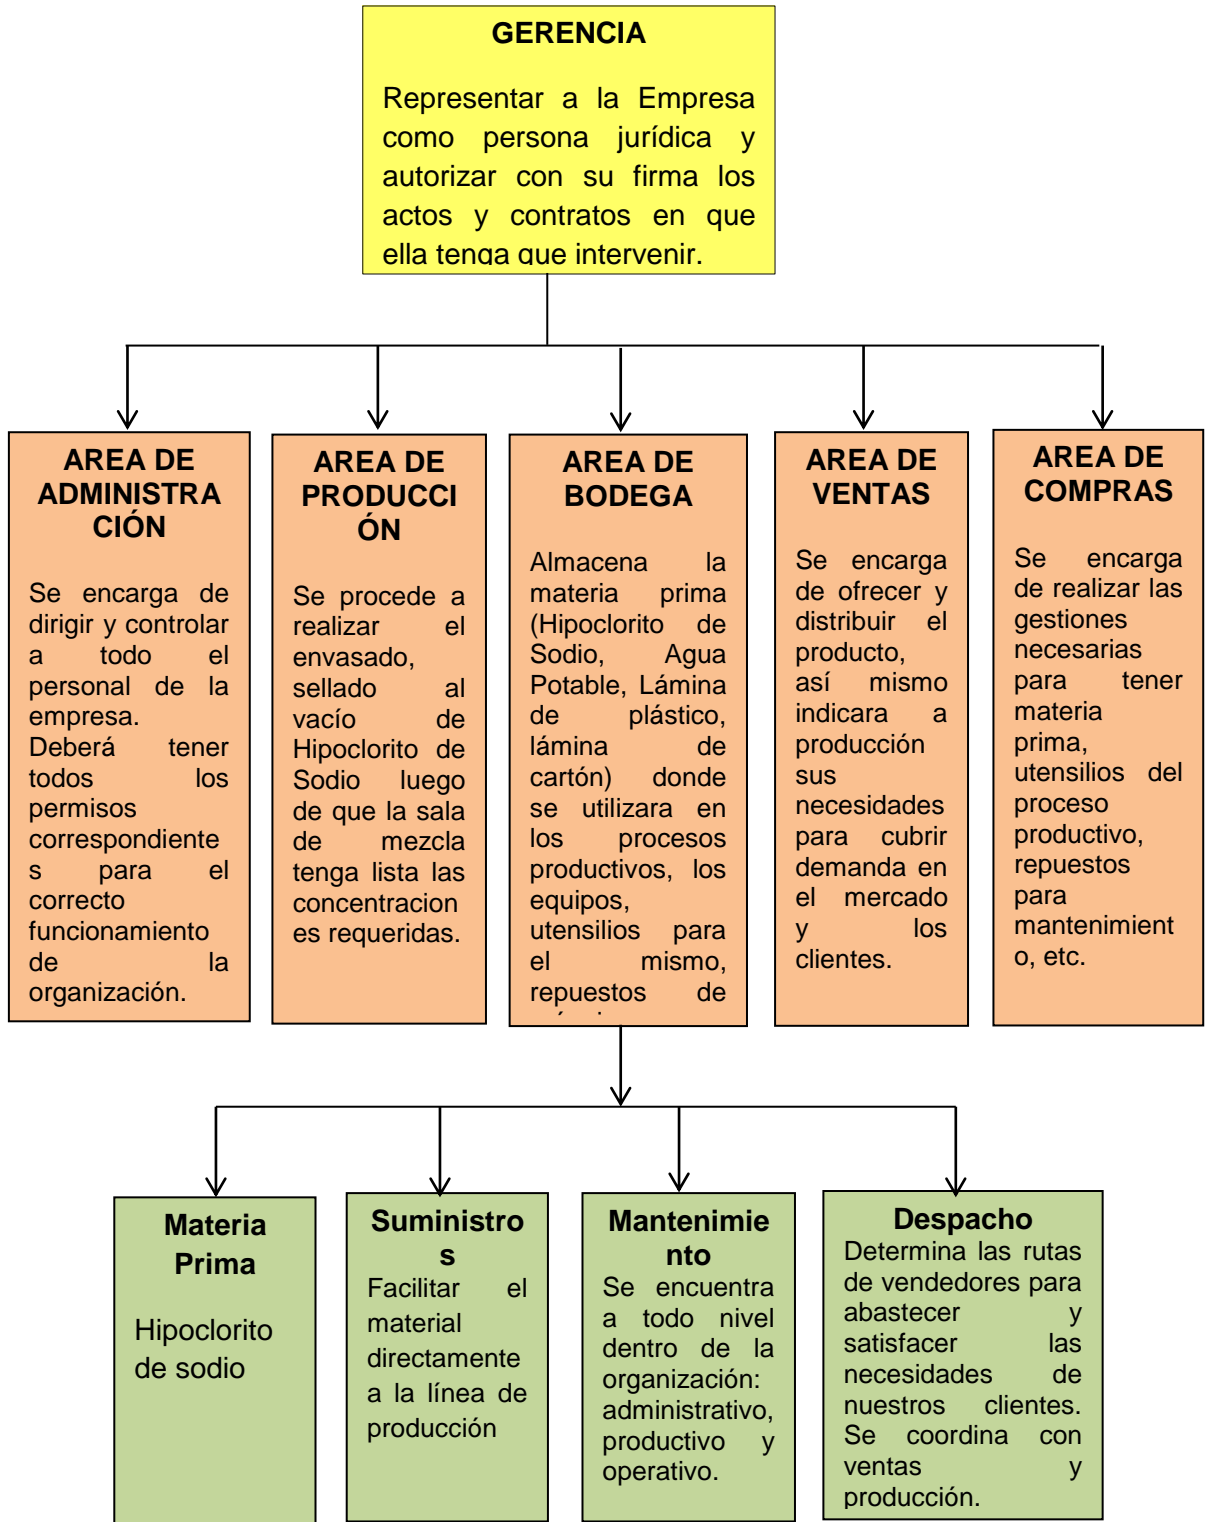 GERENCIA
Representar a la Empresa
como persona jurídica y
autorizar con su firma los
actos y contratos en que
ella tenga que intervenir.
AREA DE
ADMINISTRA
CIÓN
Se encarga de
dirigir y controlar
a todo el
personal de la
empresa.
Deberá tener
todos los
permisos
correspondiente
s para el
correcto
funcionamiento
de la
organización.
AREA DE
PRODUCCI
ÓN
Se procede a
realizar el
envasado,
sellado al
vacío de
Hipoclorito de
Sodio luego
de que la sala
de mezcla
tenga lista las
concentracion
es requeridas.
AREA DE
BODEGA
Almacena la
materia prima
(Hipoclorito de
Sodio, Agua
Potable, Lámina
de plástico,
lámina de
cartón) donde
se utilizara en
los procesos
productivos, los
equipos,
utensilios para
el mismo,
repuestos de
AREA DE
VENTAS
Se encarga
de ofrecer y
distribuir el
producto,
así mismo
indicara a
producción
sus
necesidades
para cubrir
demanda en
el mercado
y los
clientes.
AREA DE
COMPRAS
Se encarga
de realizar las
gestiones
necesarias
para tener
materia
prima,
utensilios del
proceso
productivo,
repuestos
para
mantenimient
o, etc.
Materia
Prima
Hipoclorito
de sodio
Suministro
s
Facilitar el
material
directamente
a la línea de
producción
Mantenimie
nto
Se encuentra
a todo nivel
dentro de la
organización:
administrativo,
productivo y
operativo.
Despacho
Determina las rutas
de vendedores para
abastecer y
satisfacer las
necesidades de
nuestros clientes.
Se coordina con
ventas y
producción.